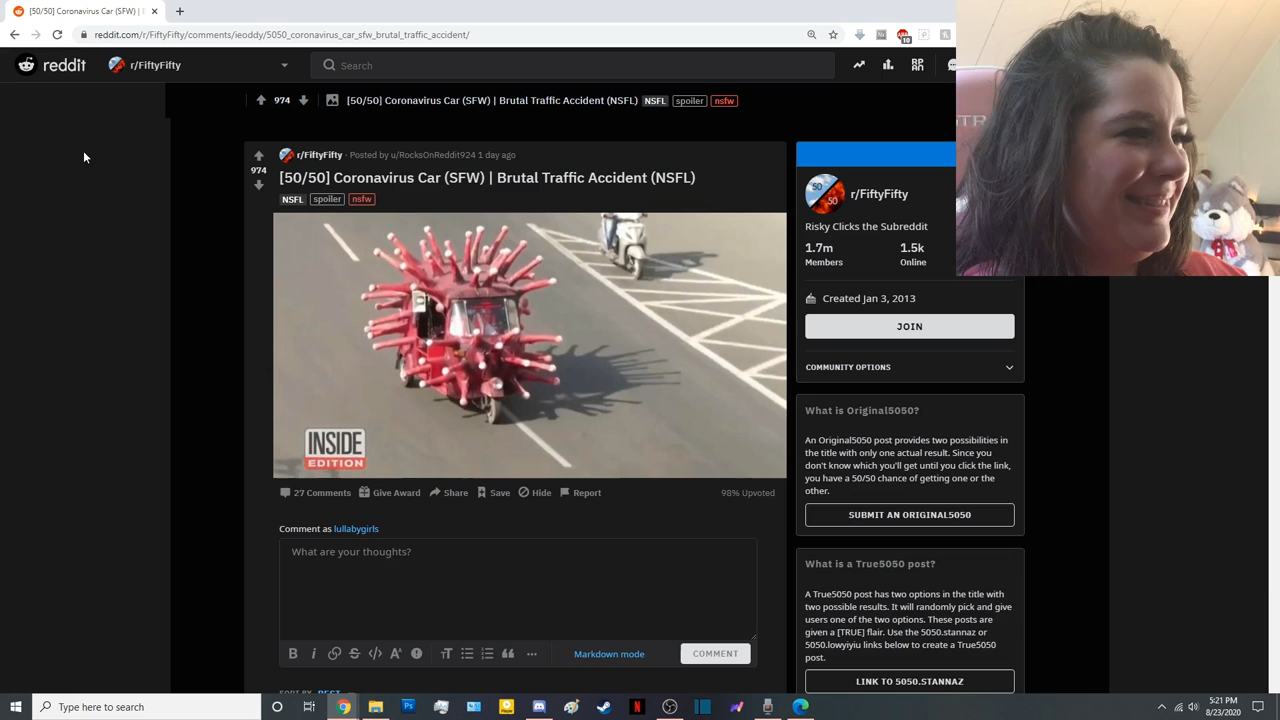 [50/50] Coronavirus Car (SFW) | B
reddit.com/r/FiftyFifty/comments/ieoddy/5050_coronavirus_car_sfw_brutal_traffic_accident/
10
reddit
r/FiftyFifty
Search
974
[50/50] Coronavirus Car (SFW) | Brutal Traffic Accident (NSFL) NSFL spoiler nsfw
r/FiftyFifty · Posted by u/RocksOnReddit924 1 day ago
974
[50/50] Coronavirus Car (SFW) | Brutal Traffic Accident (NSFL)
NSFL spoiler nsfw
INSIDE
EDITION
27 Comments Give Award Share Save Hide Report 98% Upvoted
Comment as lullabygirls
What are your thoughts?
B i
Markdown mode COMMENT
SORT BY BEST
50
50
r/FiftyFifty
Risky Clicks the Subreddit
1.7m 1.5k
Members Online
Created Jan 3, 2013
JOIN
COMMUNITY OPTIONS
What is Original5050?
An Original5050 post provides two possibilities in
the title with only one actual result. Since you
don't know which you'll get until you click the link,
you have a 50/50 chance of getting one or the
other.
SUBMIT AN ORIGINAL5050
What is a True5050 post?
A True5050 post has two options in the title with
two possible results. It will randomly pick and give
users one of the two options. These posts are
given a [TRUE] flair. Use the 5050.stannaz or
5050.lowyiyiu links below to create a True5050
post.
LINK TO 5050.STANNAZ
Type here to search
5:21 PM
8/23/2020